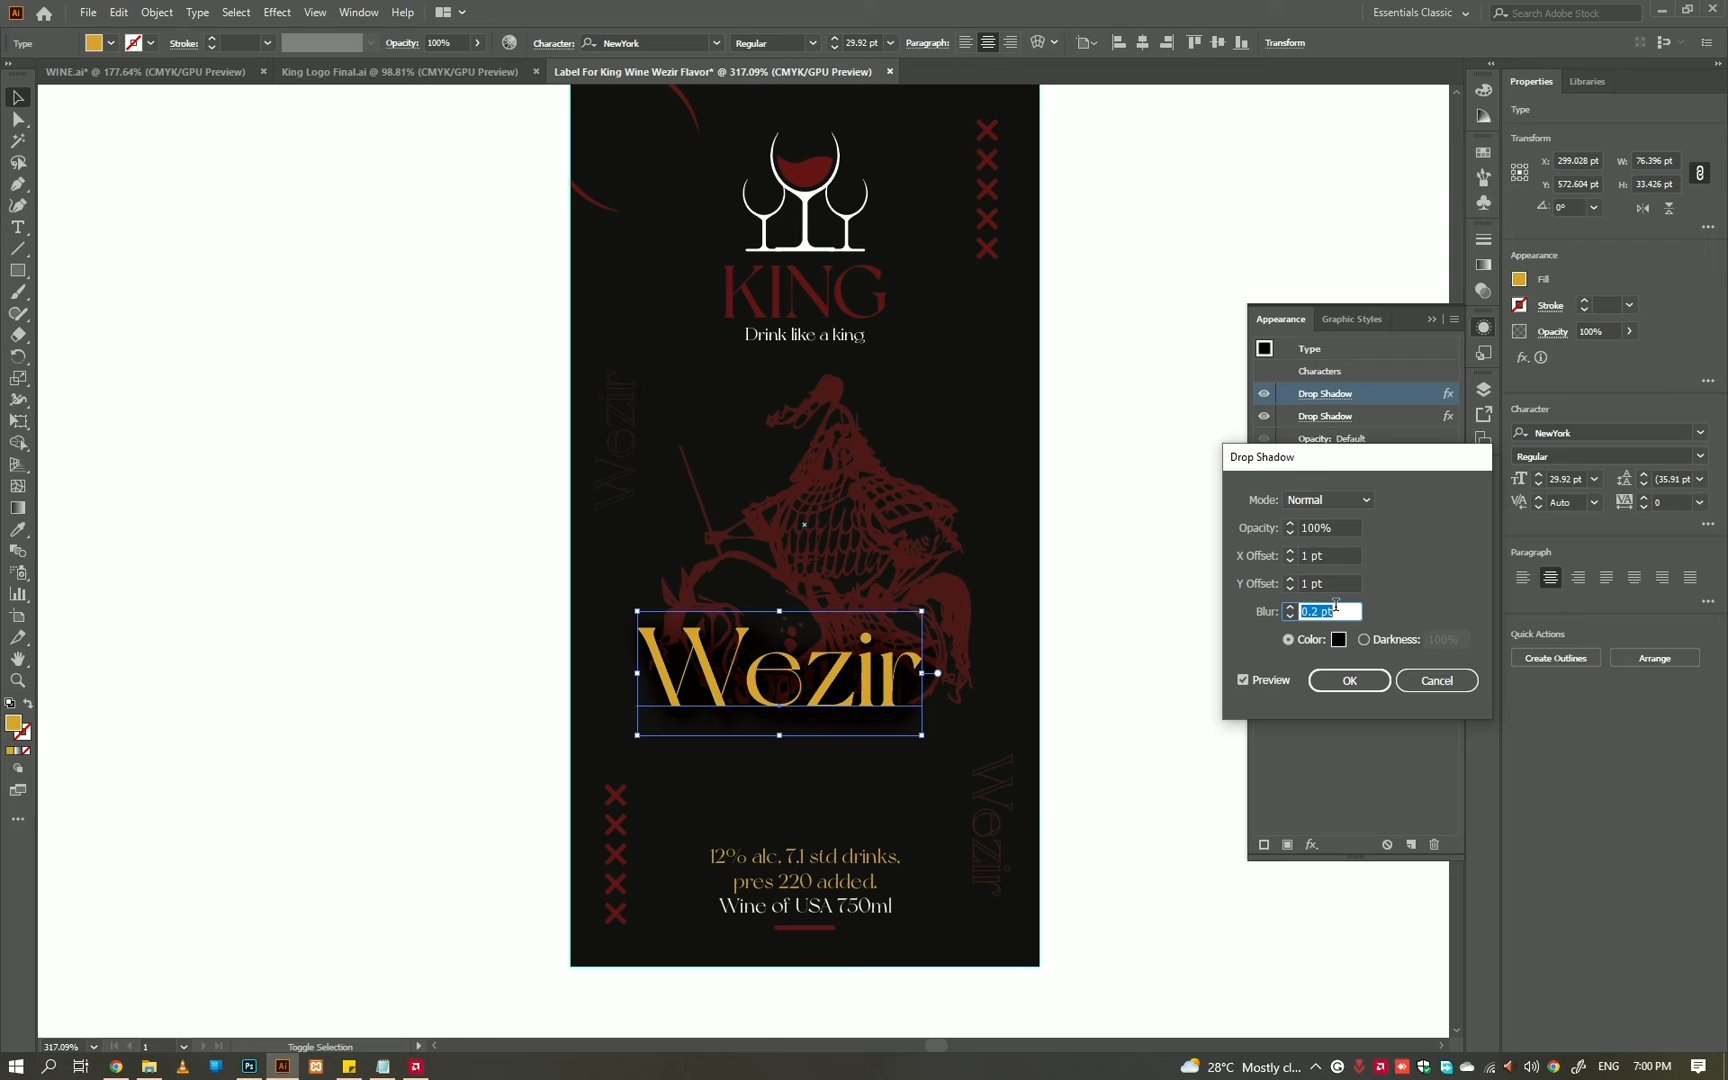 File Edit Object Type Select Effect View Window Help
Essentials Classic
Search Adobe Stock
Type
Stroke:
Opacity: 100%
Character: NewYork
Regular
29.92 pt
Paragraph:
Transform
WINE.ai* @ 177.64% (CMYK/GPU Preview)
King Logo Final.ai @ 98.81% (CMYK/GPU Preview)
Label For King Wine Wezir Flavor* @ 317.09% (CMYK/GPU Preview)
KING
Drink like a king
Wezir
Wezir
Wezir
12% alc, 7.1 std drinks,
pres 220 added.
Wine of USA 750ml
Appearance Graphic Styles
Type
Characters
Drop Shadow fx
Drop Shadow fx
Opacity: Default
Drop Shadow
Mode: Normal
Opacity: 100%
X Offset: 1 pt
Y Offset: 1 pt
Blur: 0.2 pt
Color: Darkness: 100%
Preview OK Cancel
fx.
Properties Libraries
Type
Transform
X: 299.028 pt W: 76.396 pt
Y: 572.604 pt H: 33.426 pt
0°
Appearance
Fill
Stroke
Opacity 100%
fx.
Character
NewYork
Regular
29.92 pt (35.91 pt
Auto 0
Paragraph
Quick Actions
Create Outlines Arrange
317.09% 1 Toggle Selection
28°C Mostly cl... ENG 7:00 PM